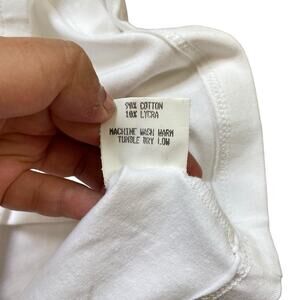 90% COTTON
10% LYCRA
MACHINE WASH WARM
TUMBLE DRY LOW